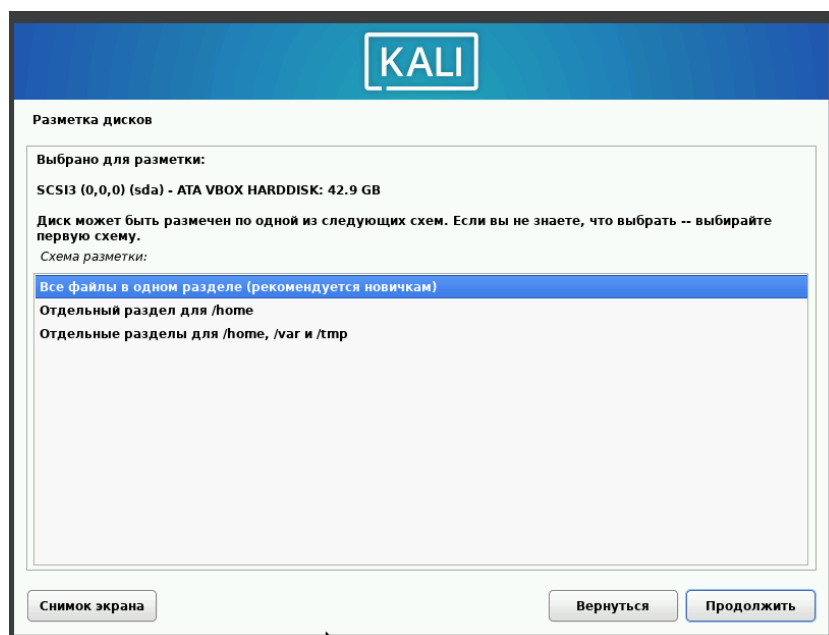 KALI
Разметка дисков
Выбрано для разметки:
SCSI3 (0,0,0) (sda) - ATA VBOX HARDDISK: 42.9 GB
Диск может быть размечен по одной из следующих схем. Если вы не знаете, что выбрать -- выбирайте
первую схему.
Схема разметки:
Все файлы в одном разделе (рекомендуется новичкам)
Отдельный раздел для /home
Отдельные разделы для /home, /var и /tmp
Снимок экрана
Вернуться
Продолжить